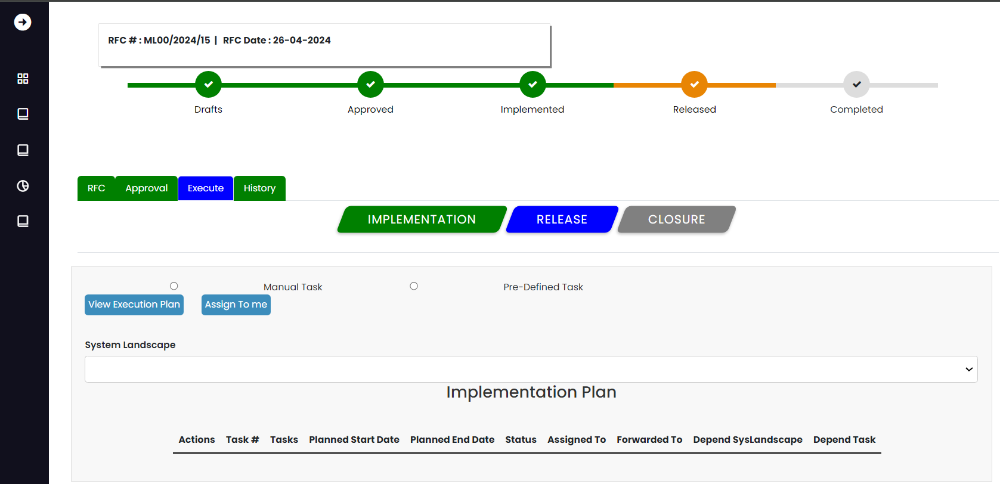 RFC # : ML00/2024/15 | RFC Date : 26-04-2024
Drafts Approved Implemented Released Completed
RFC Approval Execute History
IMPLEMENTATION RELEASE CLOSURE
Manual Task Pre-Defined Task
View Execution Plan Assign To me
System Landscape
Implementation Plan
Actions Task # Tasks Planned Start Date Planned End Date Status Assigned To Forwarded To Depend SysLandscape Depend Task